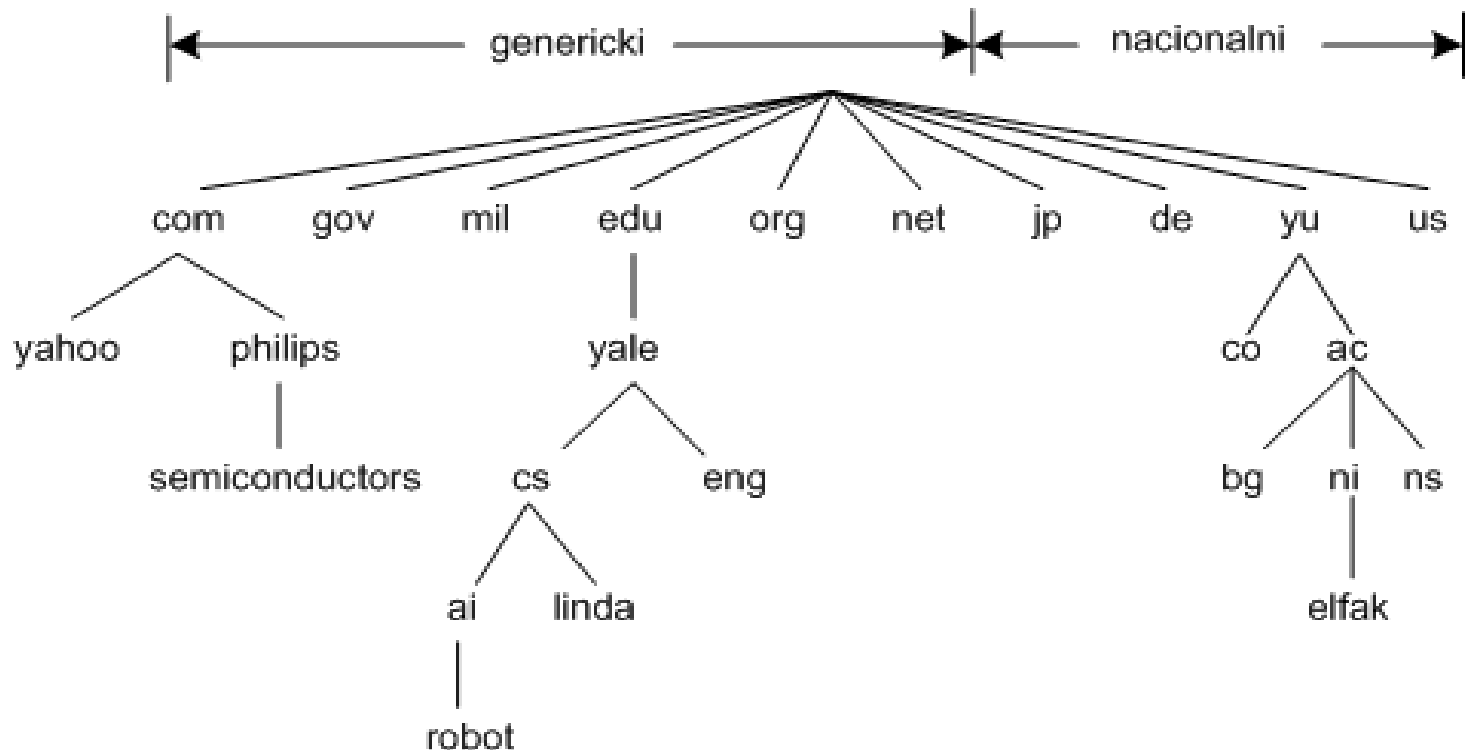 genericki nacionalni
com gov mil edu org net jp de yu us
yahoo philips yale co ac
semiconductors cs eng bg ni ns
ai linda elfak
robot